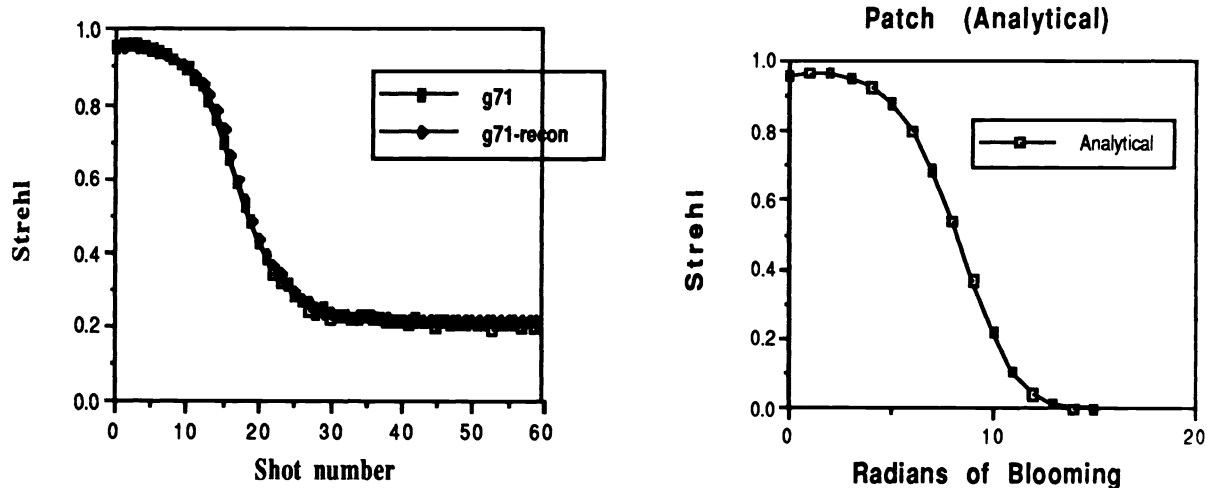 1.0
0.8
0.6
0.4
0.2
0.0
Strehl
g71
g71-recon
0 10 20 30 40 50 60
Shot number
Patch (Analytical)
1.0
0.8
0.6
0.4
0.2
0.0
Strehl
Analytical
0 10 20
Radians of Blooming